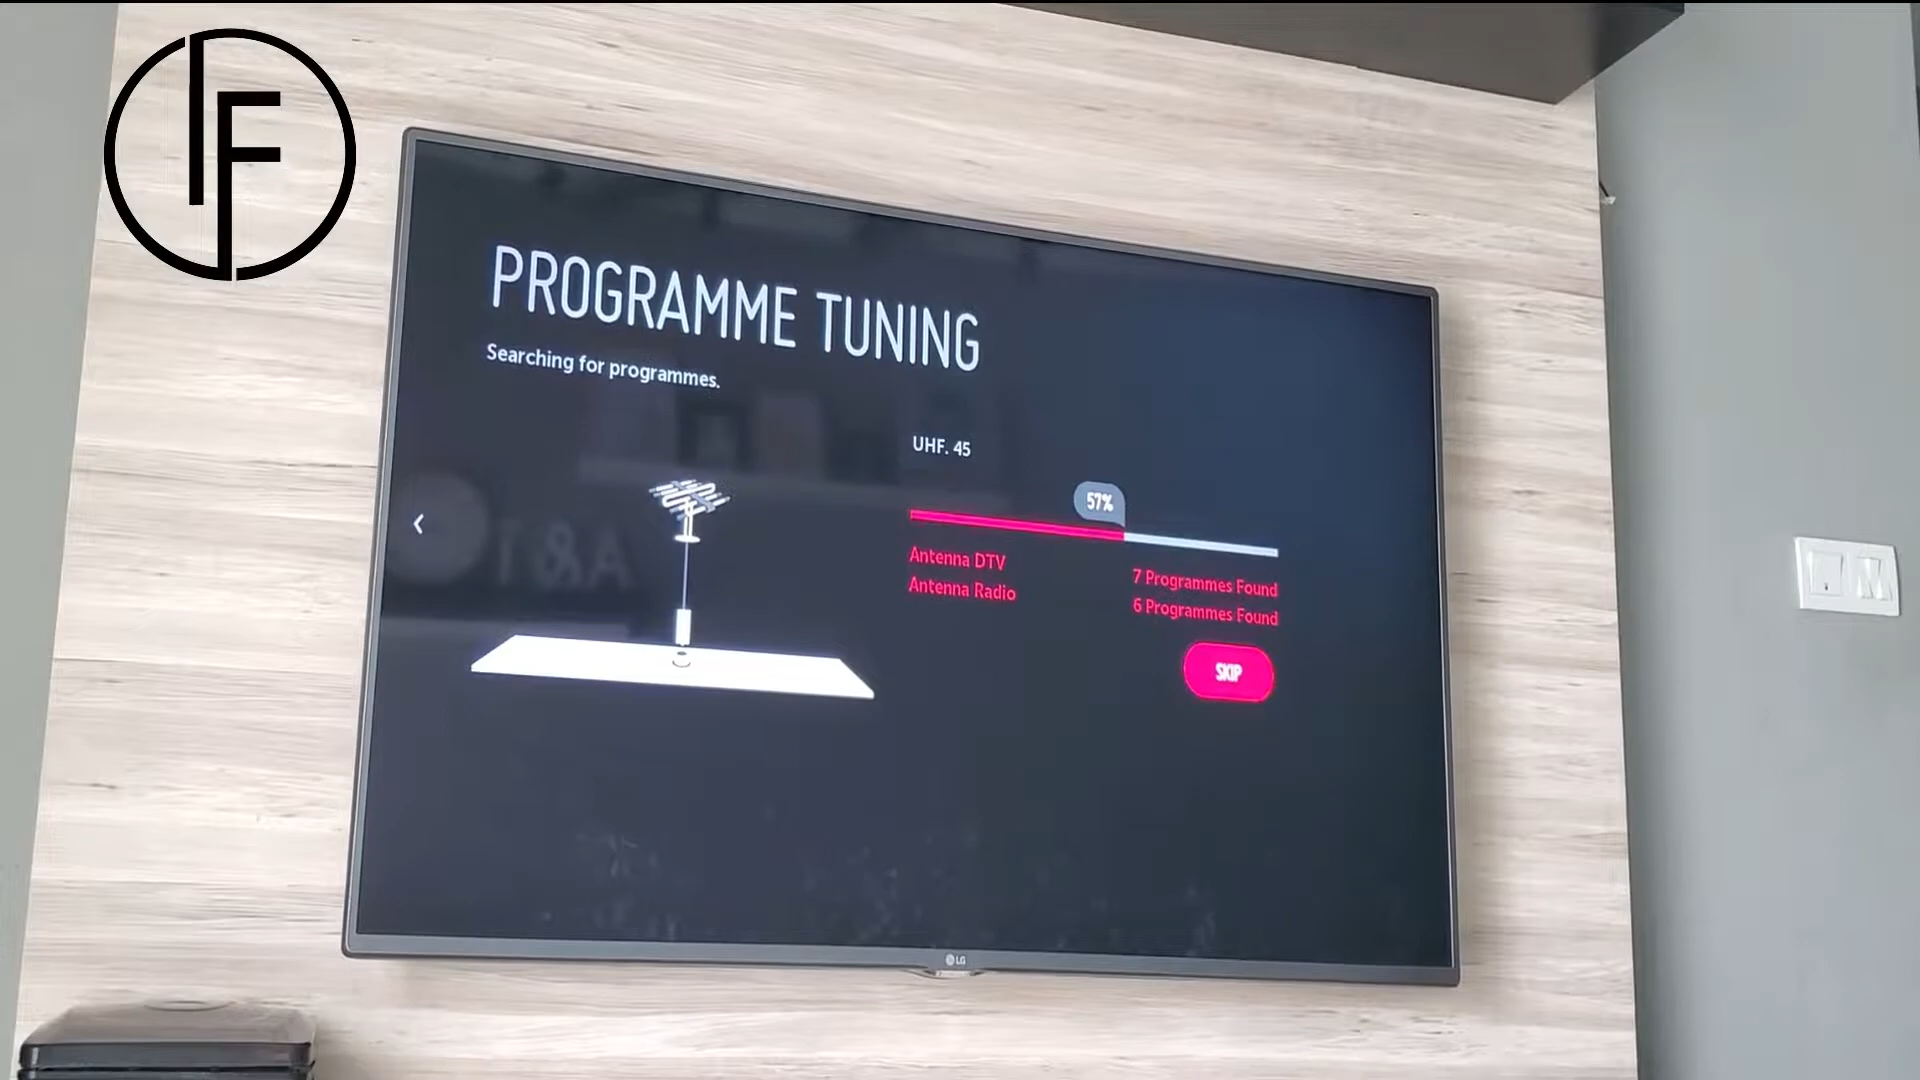 IF
PROGRAMME TUNING
Searching for programmes.
UHF. 45
57%
Antenna DTV
7 Programmes Found
Antenna Radio
6 Programmes Found
SKIP
T&A
LG